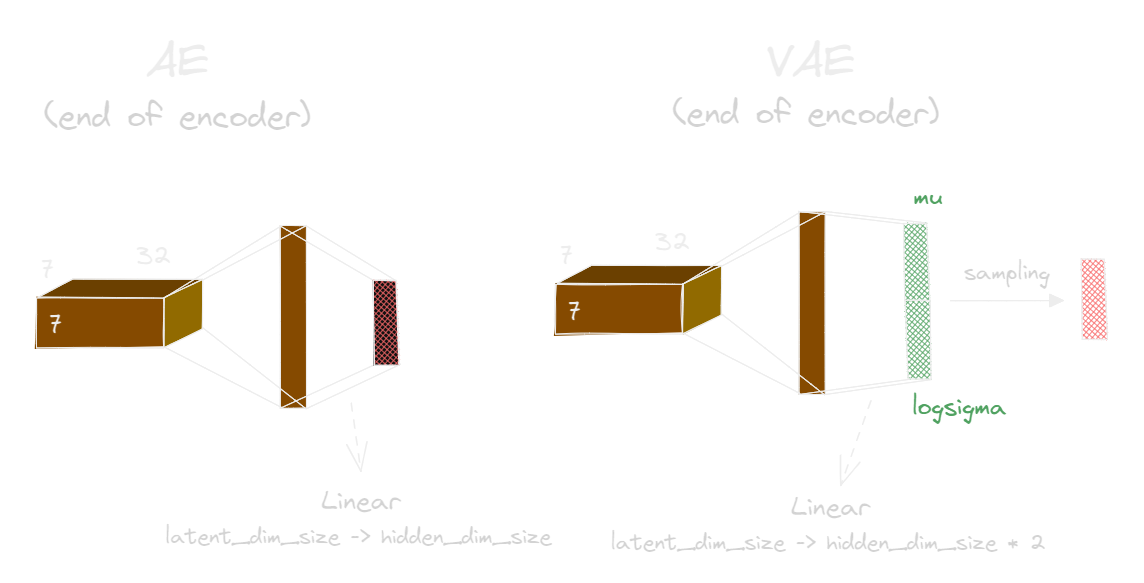 AE
(end of encoder)
7
32
7
Linear
latent_dim_size -> hidden_dim_size
VAE
(end of encoder)
7
32
7
mu
logsigma
sampling
Linear
latent_dim_size -> hidden_dim_size * 2